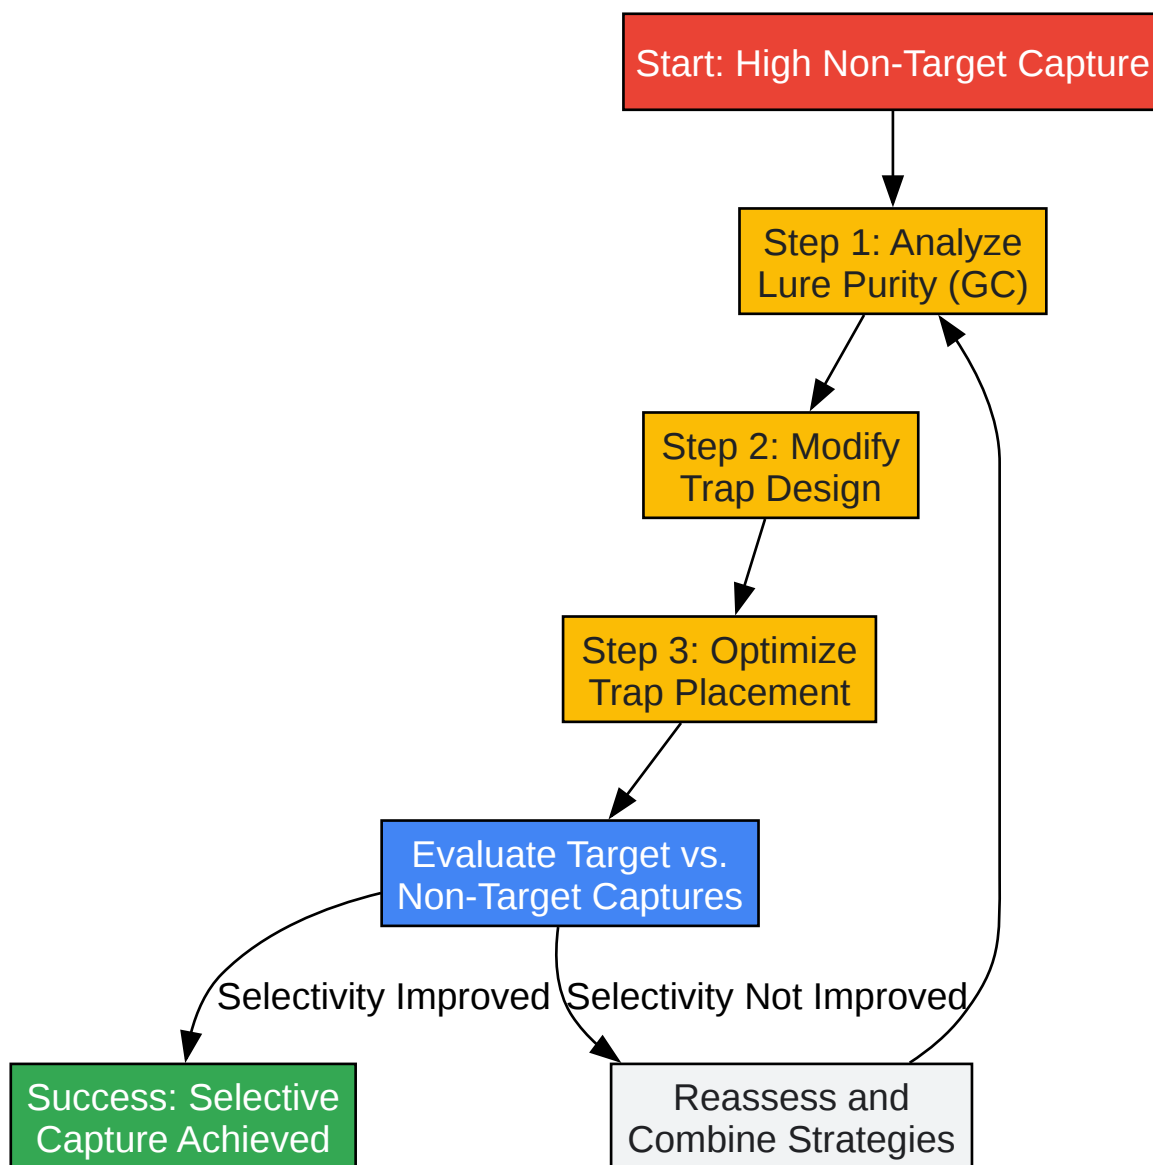 Start: High Non-Target Capture
Step 1: Analyze
Lure Purity (GC)
Step 2: Modify
Trap Design
Step 3: Optimize
Trap Placement
Evaluate Target vs.
Non-Target Captures
Selectivity Improved
Selectivity Not Improved
Success: Selective
Capture Achieved
Reassess and
Combine Strategies